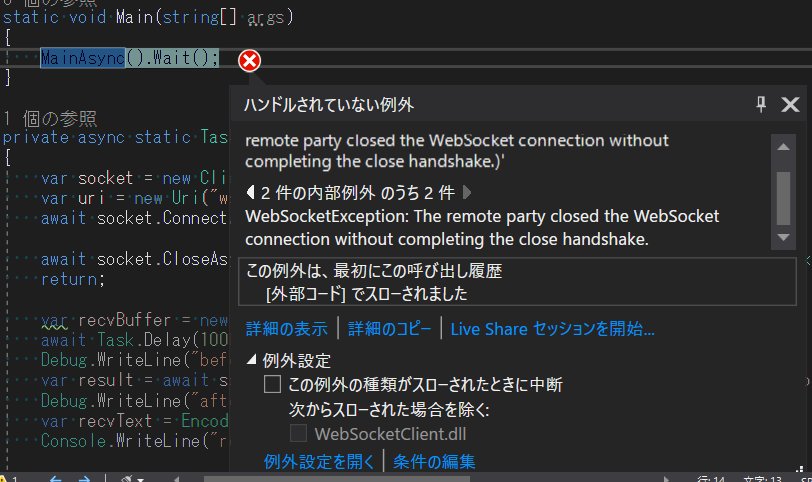 static void Main(string[] args)
{
MainAsync().Wait();
}
1 個の参照
private async static Tas
{
var socket = new Cli
var uri = new Uri("w
await socket.Connect
await socket.CloseAs
return;
var recvBuffer = new
await Task.Delay(100
Debug.WriteLine("bef
var result = await s
Debug.WriteLine("aft
var recvText = Encod
Console.WriteLine("r
ハンドルされていない例外
remote party closed the WebSocket connection without
completing the close handshake.)'
2 件の内部例外 のうち 2 件
WebSocketException: The remote party closed the WebSocket
connection without completing the close handshake.
この例外は、最初にこの呼び出し履歴
[外部コード] でスローされました
詳細の表示 | 詳細のコピー | Live Share セッションを開始...
例外設定
この例外の種類がスローされたときに中断
次からスローされた場合を除く:
WebSocketClient.dll
例外設定を開く | 条件の編集